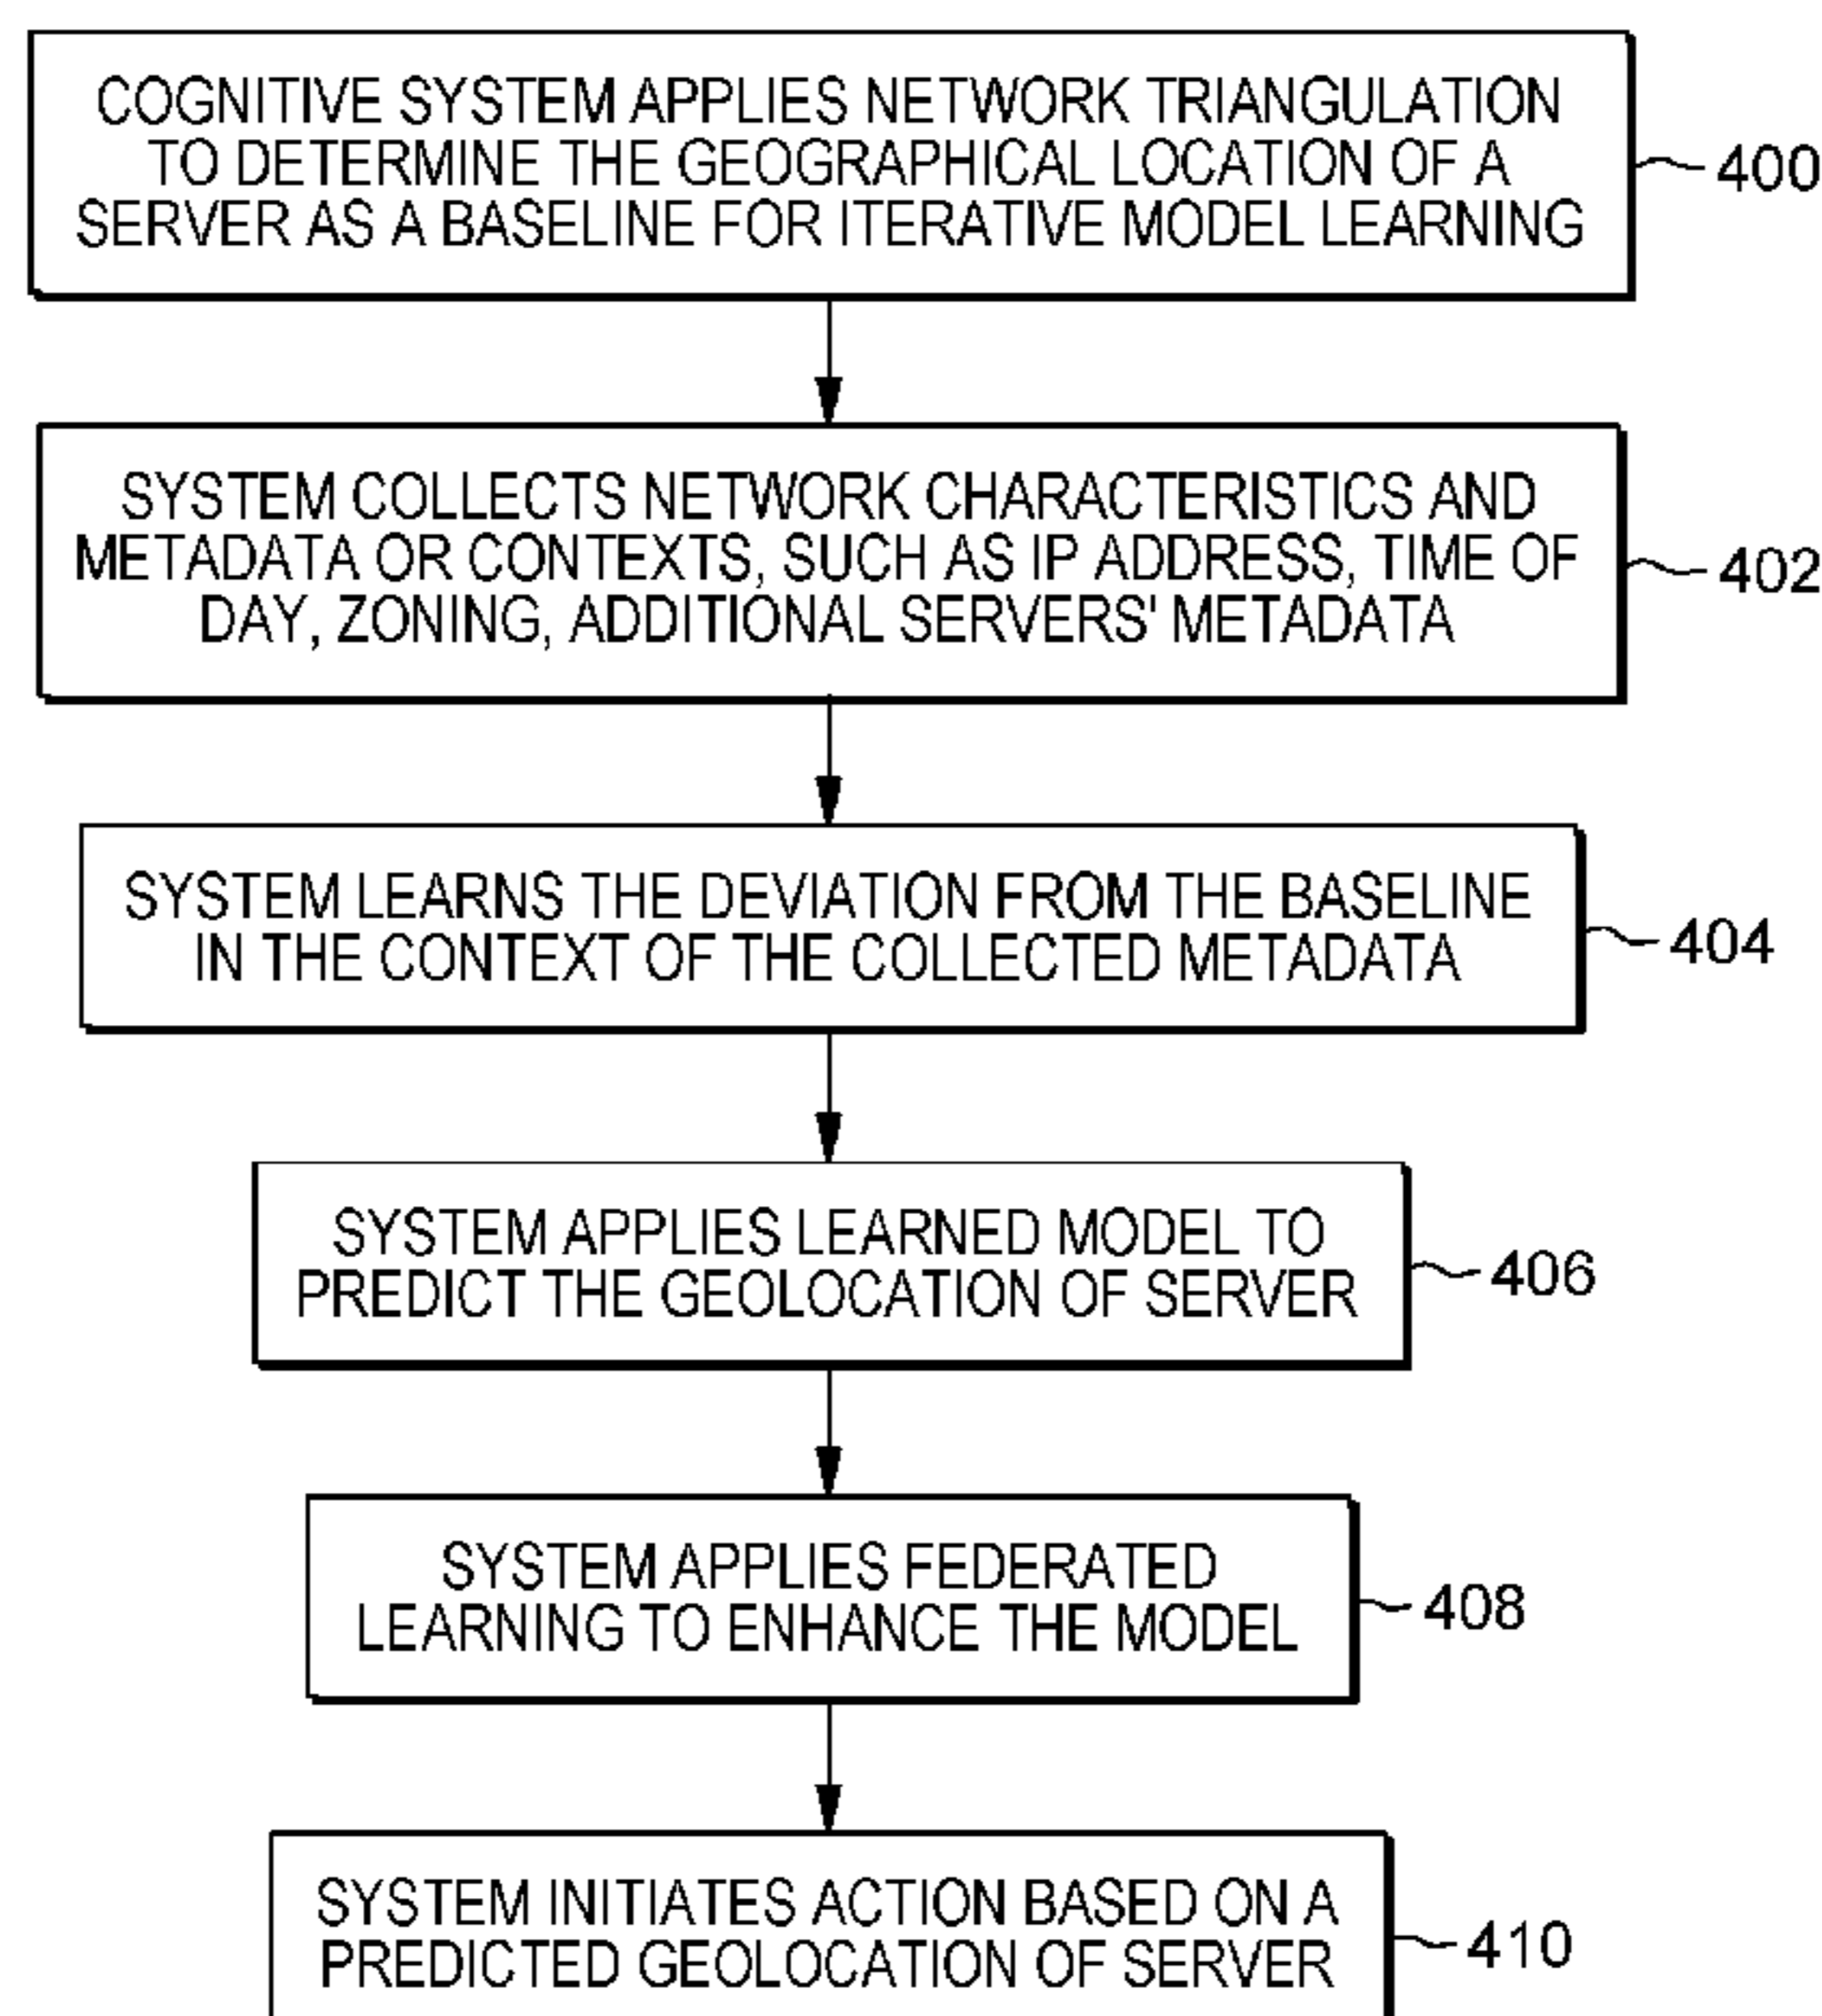 COGNITIVE SYSTEM APPLIES NETWORK TRIANGULATION
TO DETERMINE THE GEOGRAPHICAL LOCATION OF A
SERVER AS A BASELINE FOR ITERATIVE MODEL LEARNING
400
SYSTEM COLLECTS NETWORK CHARACTERISTICS AND
METADATA OR CONTEXTS, SUCH AS IP ADDRESS, TIME OF
DAY, ZONING, ADDITIONAL SERVERS' METADATA
402
SYSTEM LEARNS THE DEVIATION FROM THE BASELINE
IN THE CONTEXT OF THE COLLECTED METADATA
404
SYSTEM APPLIES LEARNED MODEL TO
PREDICT THE GEOLOCATION OF SERVER
406
SYSTEM APPLIES FEDERATED
LEARNING TO ENHANCE THE MODEL
408
SYSTEM INITIATES ACTION BASED ON A
PREDICTED GEOLOCATION OF SERVER
410